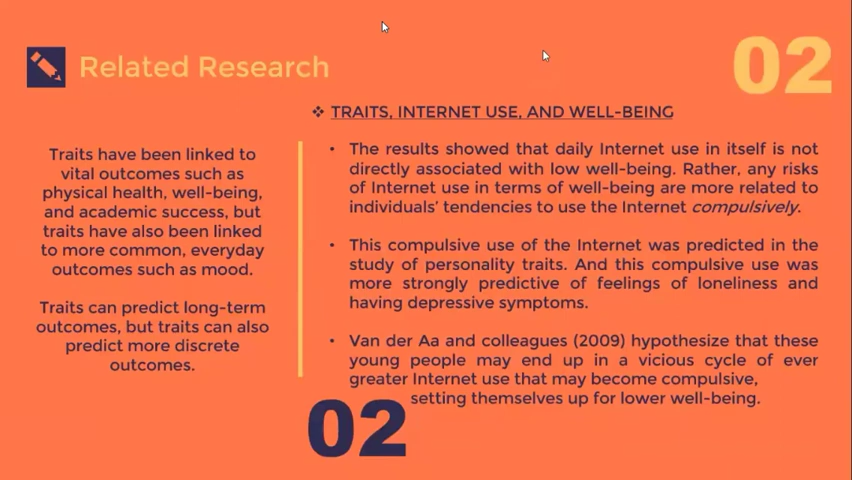 Related Research
02
Traits have been linked to
vital outcomes such as
physical health, well-being,
and academic success, but
traits have also been linked
to more common, everyday
outcomes such as mood.
Traits can predict long-term
outcomes, but traits can also
predict more discrete
outcomes.
❖ TRAITS, INTERNET USE, AND WELL-BEING
• The results showed that daily Internet use in itself is not
directly associated with low well-being. Rather, any risks
of Internet use in terms of well-being are more related to
individuals' tendencies to use the Internet compulsively.
• This compulsive use of the Internet was predicted in the
study of personality traits. And this compulsive use was
more strongly predictive of feelings of loneliness and
having depressive symptoms.
• Van der Aa and colleagues (2009) hypothesize that these
young people may end up in a vicious cycle of ever
greater Internet use that may become compulsive,
setting themselves up for lower well-being.
02